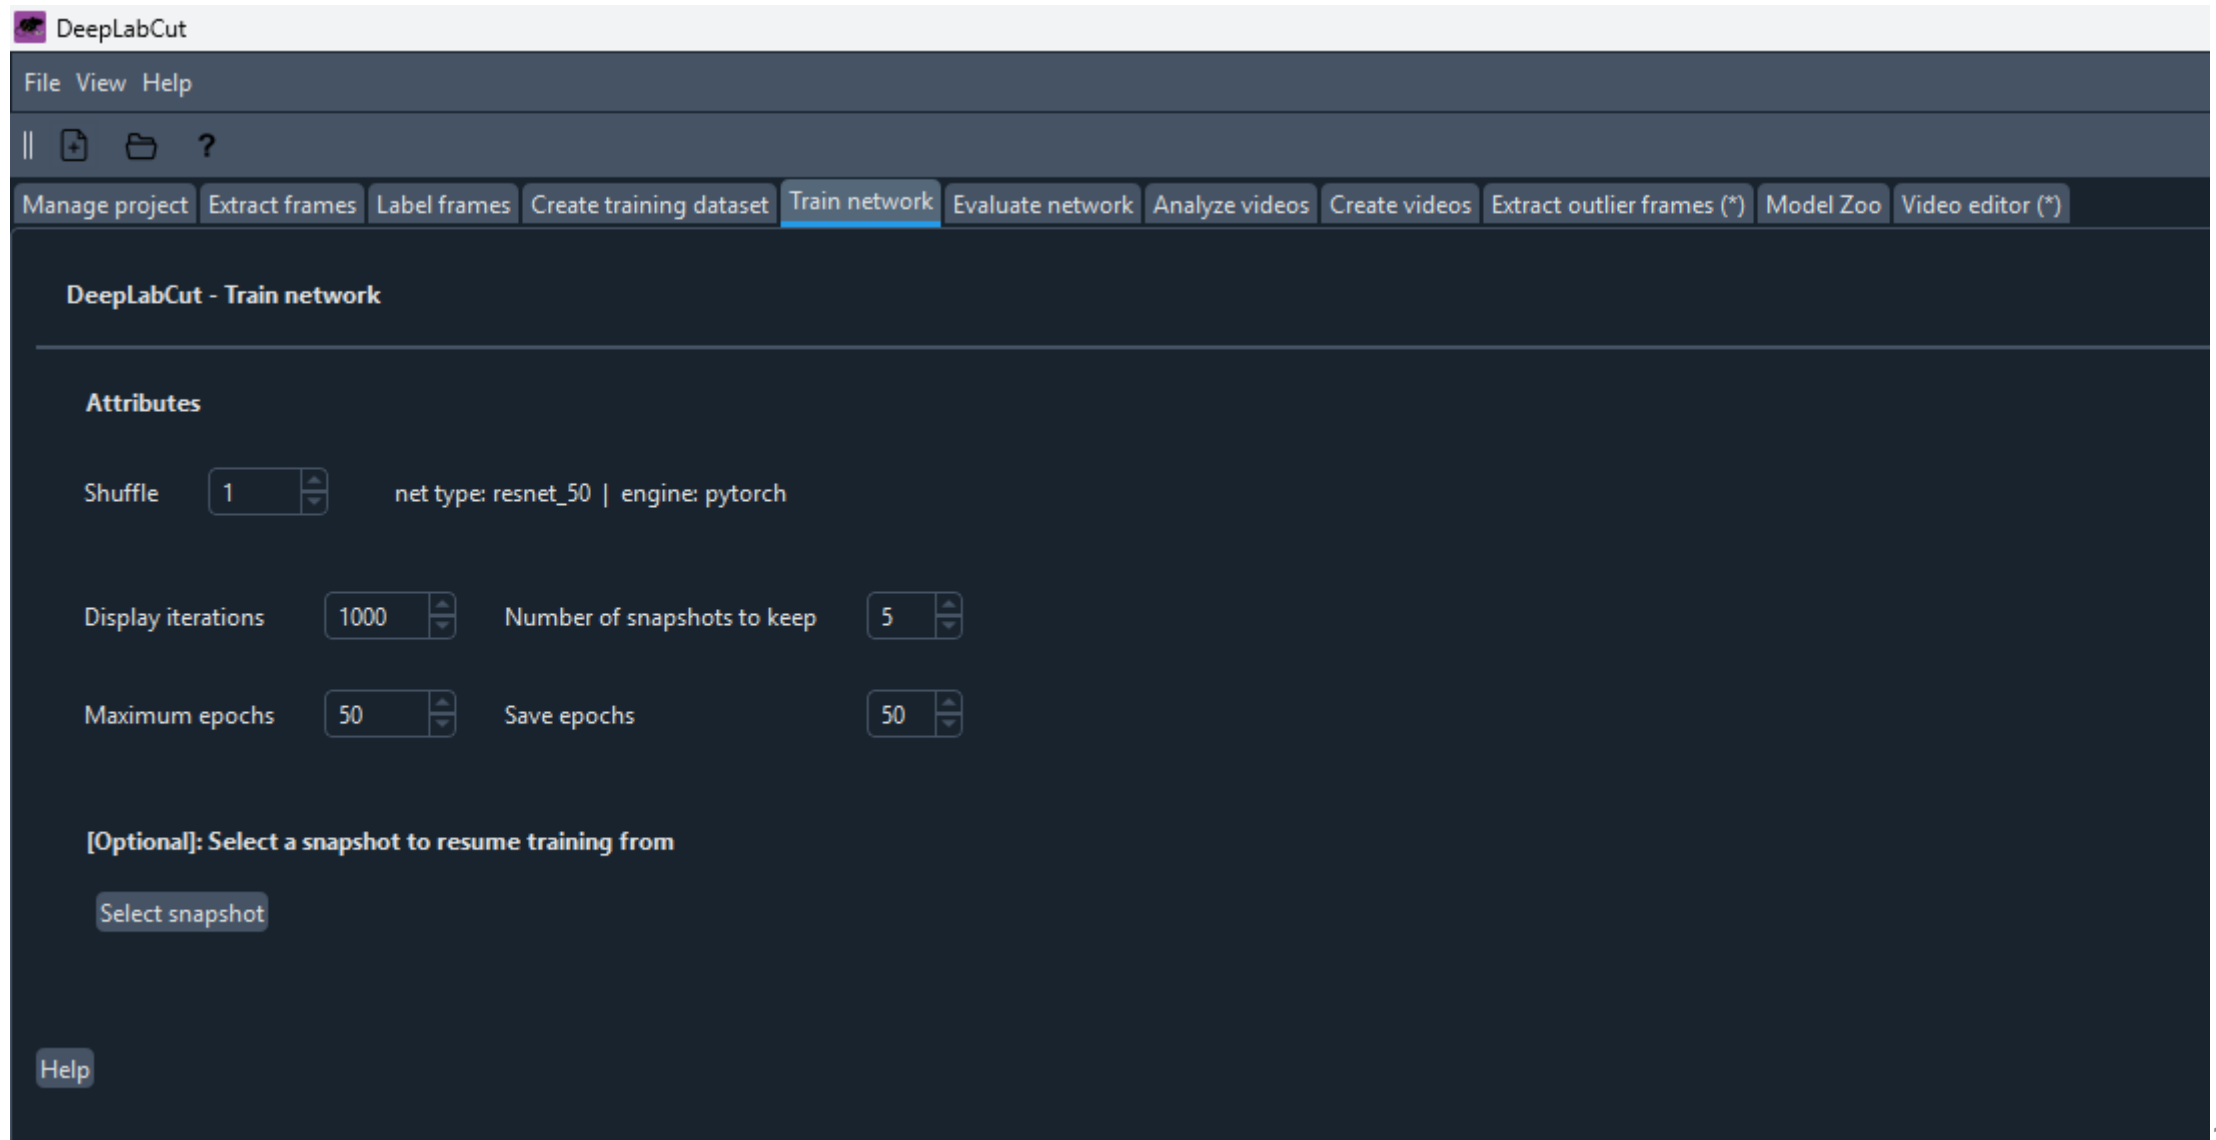 DeepLabCut
File View Help
?
Manage project Extract frames Label frames Create training dataset Train network Evaluate network Analyze videos Create videos Extract outlier frames (*) Model Zoo Video editor (*)
DeepLabCut - Train network
Attributes
Shuffle 1 net type: resnet_50 | engine: pytorch
Display iterations 1000 Number of snapshots to keep 5
Maximum epochs 50 Save epochs 50
[Optional]: Select a snapshot to resume training from
Select snapshot
Help